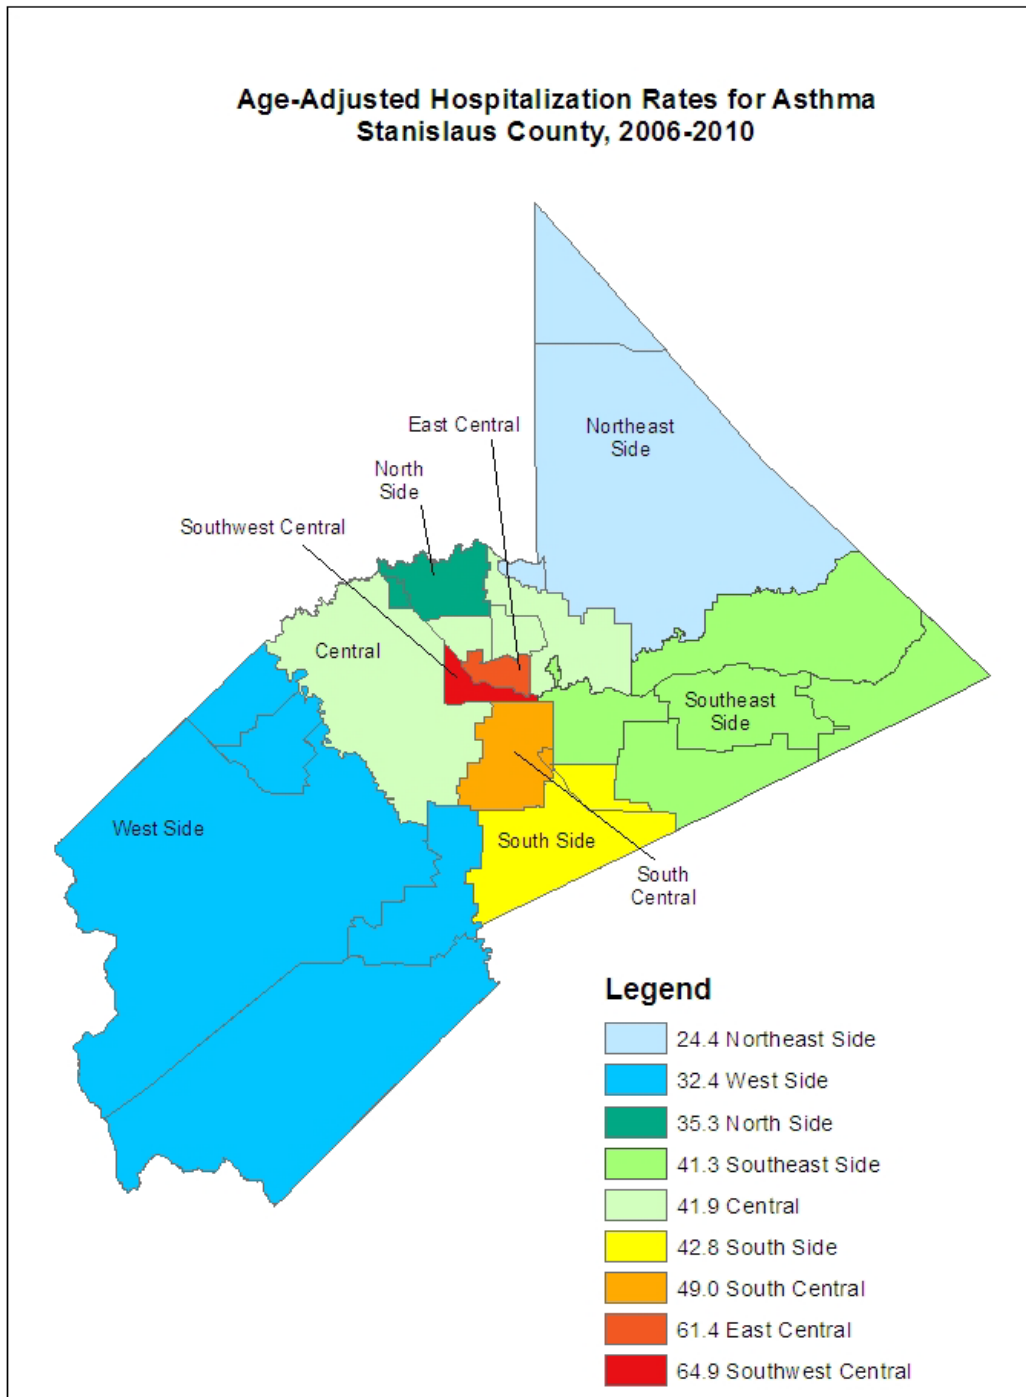 Age-Adjusted Hospitalization Rates for Asthma
Stanislaus County, 2006-2010
East Central
Northeast
Side
North
Side
Southwest Central
Central
Southeast
Side
West Side
South Side
South
Central
Legend
24.4 Northeast Side
32.4 West Side
35.3 North Side
41.3 Southeast Side
41.9 Central
42.8 South Side
49.0 South Central
61.4 East Central
64.9 Southwest Central